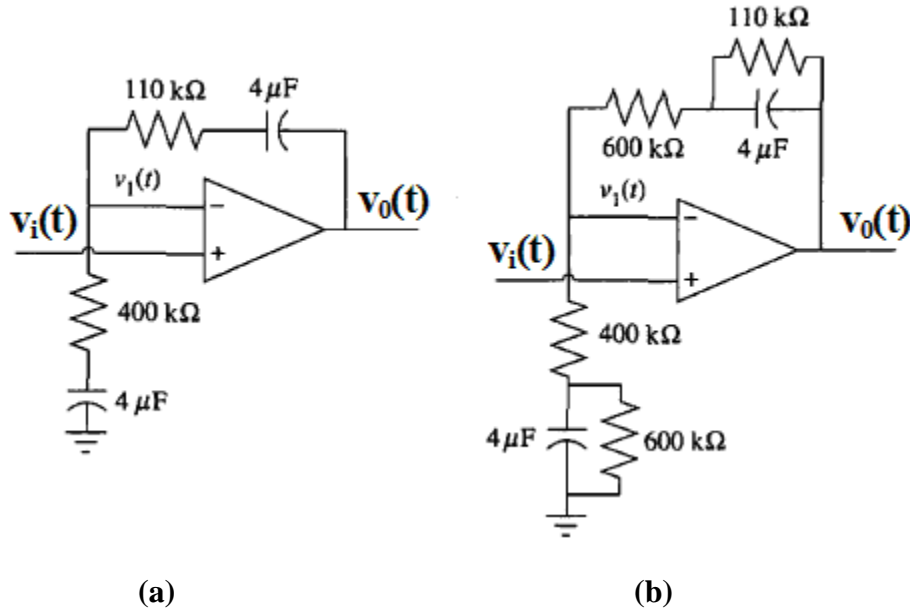 110 kΩ
4 μF
v₁(t)
vᵢ(t)
v₀(t)
−
+
400 kΩ
4 μF
(a)
110 kΩ
600 kΩ
4 μF
v₁(t)
vᵢ(t)
v₀(t)
−
+
400 kΩ
4 μF
600 kΩ
(b)